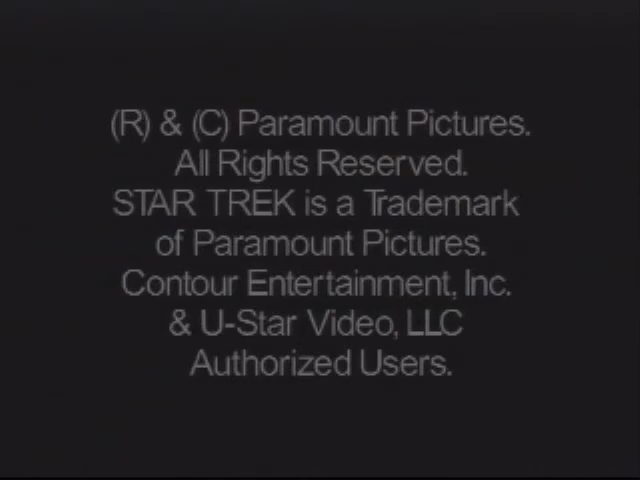 (R) & (C) Paramount Pictures.
All Rights Reserved.
STAR TREK is a Trademark
of Paramount Pictures.
Contour Entertainment, Inc.
& U-Star Video, LLC
Authorized Users.